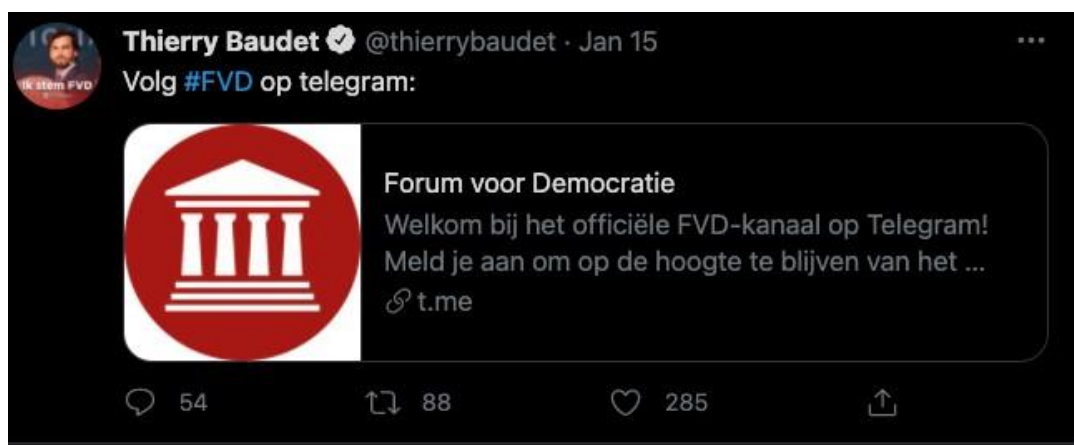 Thierry Baudet @thierrybaudet · Jan 15
Volg #FVD op telegram:
Ik stem FVD
Forum voor Democratie
Welkom bij het officiële FVD-kanaal op Telegram!
Meld je aan om op de hoogte te blijven van het ...
t.me
54 88 285